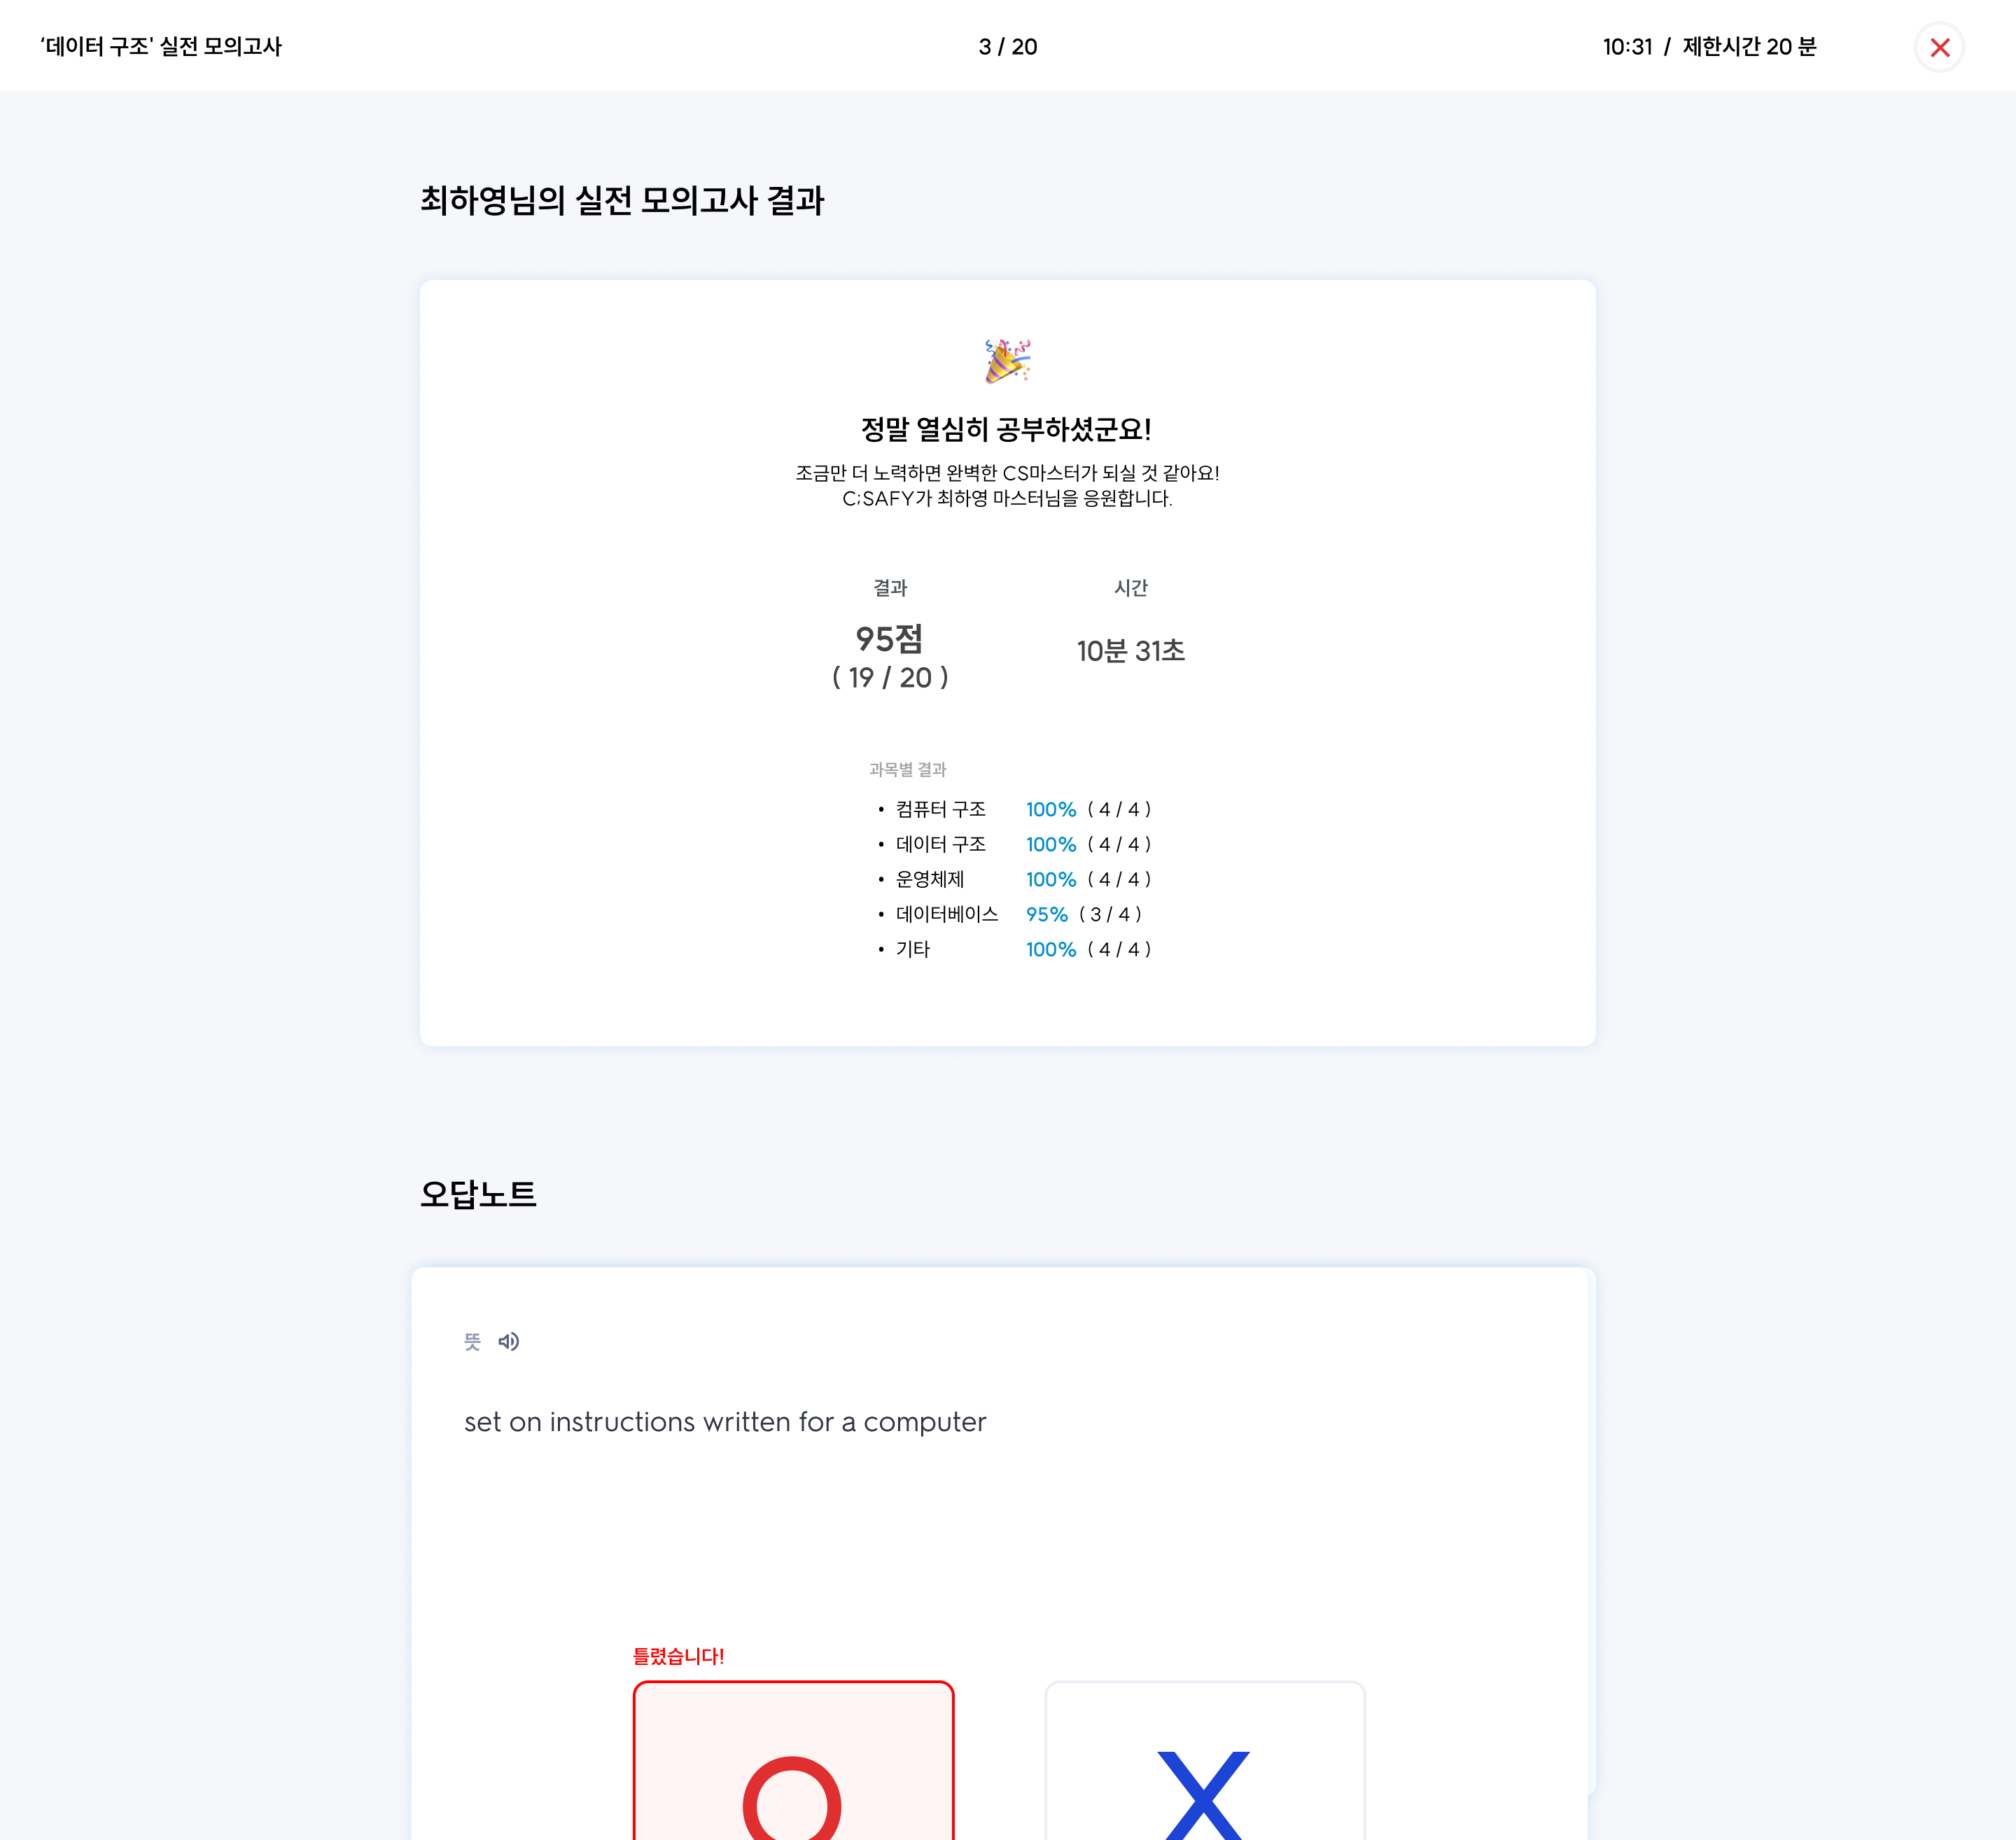 ‘데이터 구조' 실전 모의고사
3 / 20
10:31 / 제한시간 20 분
최하영님의 실전 모의고사 결과
정말 열심히 공부하셨군요!
조금만 더 노력하면 완벽한 CS마스터가 되실 것 같아요!
C;SAFY가 최하영 마스터님을 응원합니다.
결과
시간
95점
( 19 / 20 )
10분 31초
과목별 결과
• 컴퓨터 구조 100% ( 4 / 4 )
• 데이터 구조 100% ( 4 / 4 )
• 운영체제 100% ( 4 / 4 )
• 데이터베이스 95% ( 3 / 4 )
• 기타 100% ( 4 / 4 )
오답노트
뜻
set on instructions written for a computer
틀렸습니다!
O
X